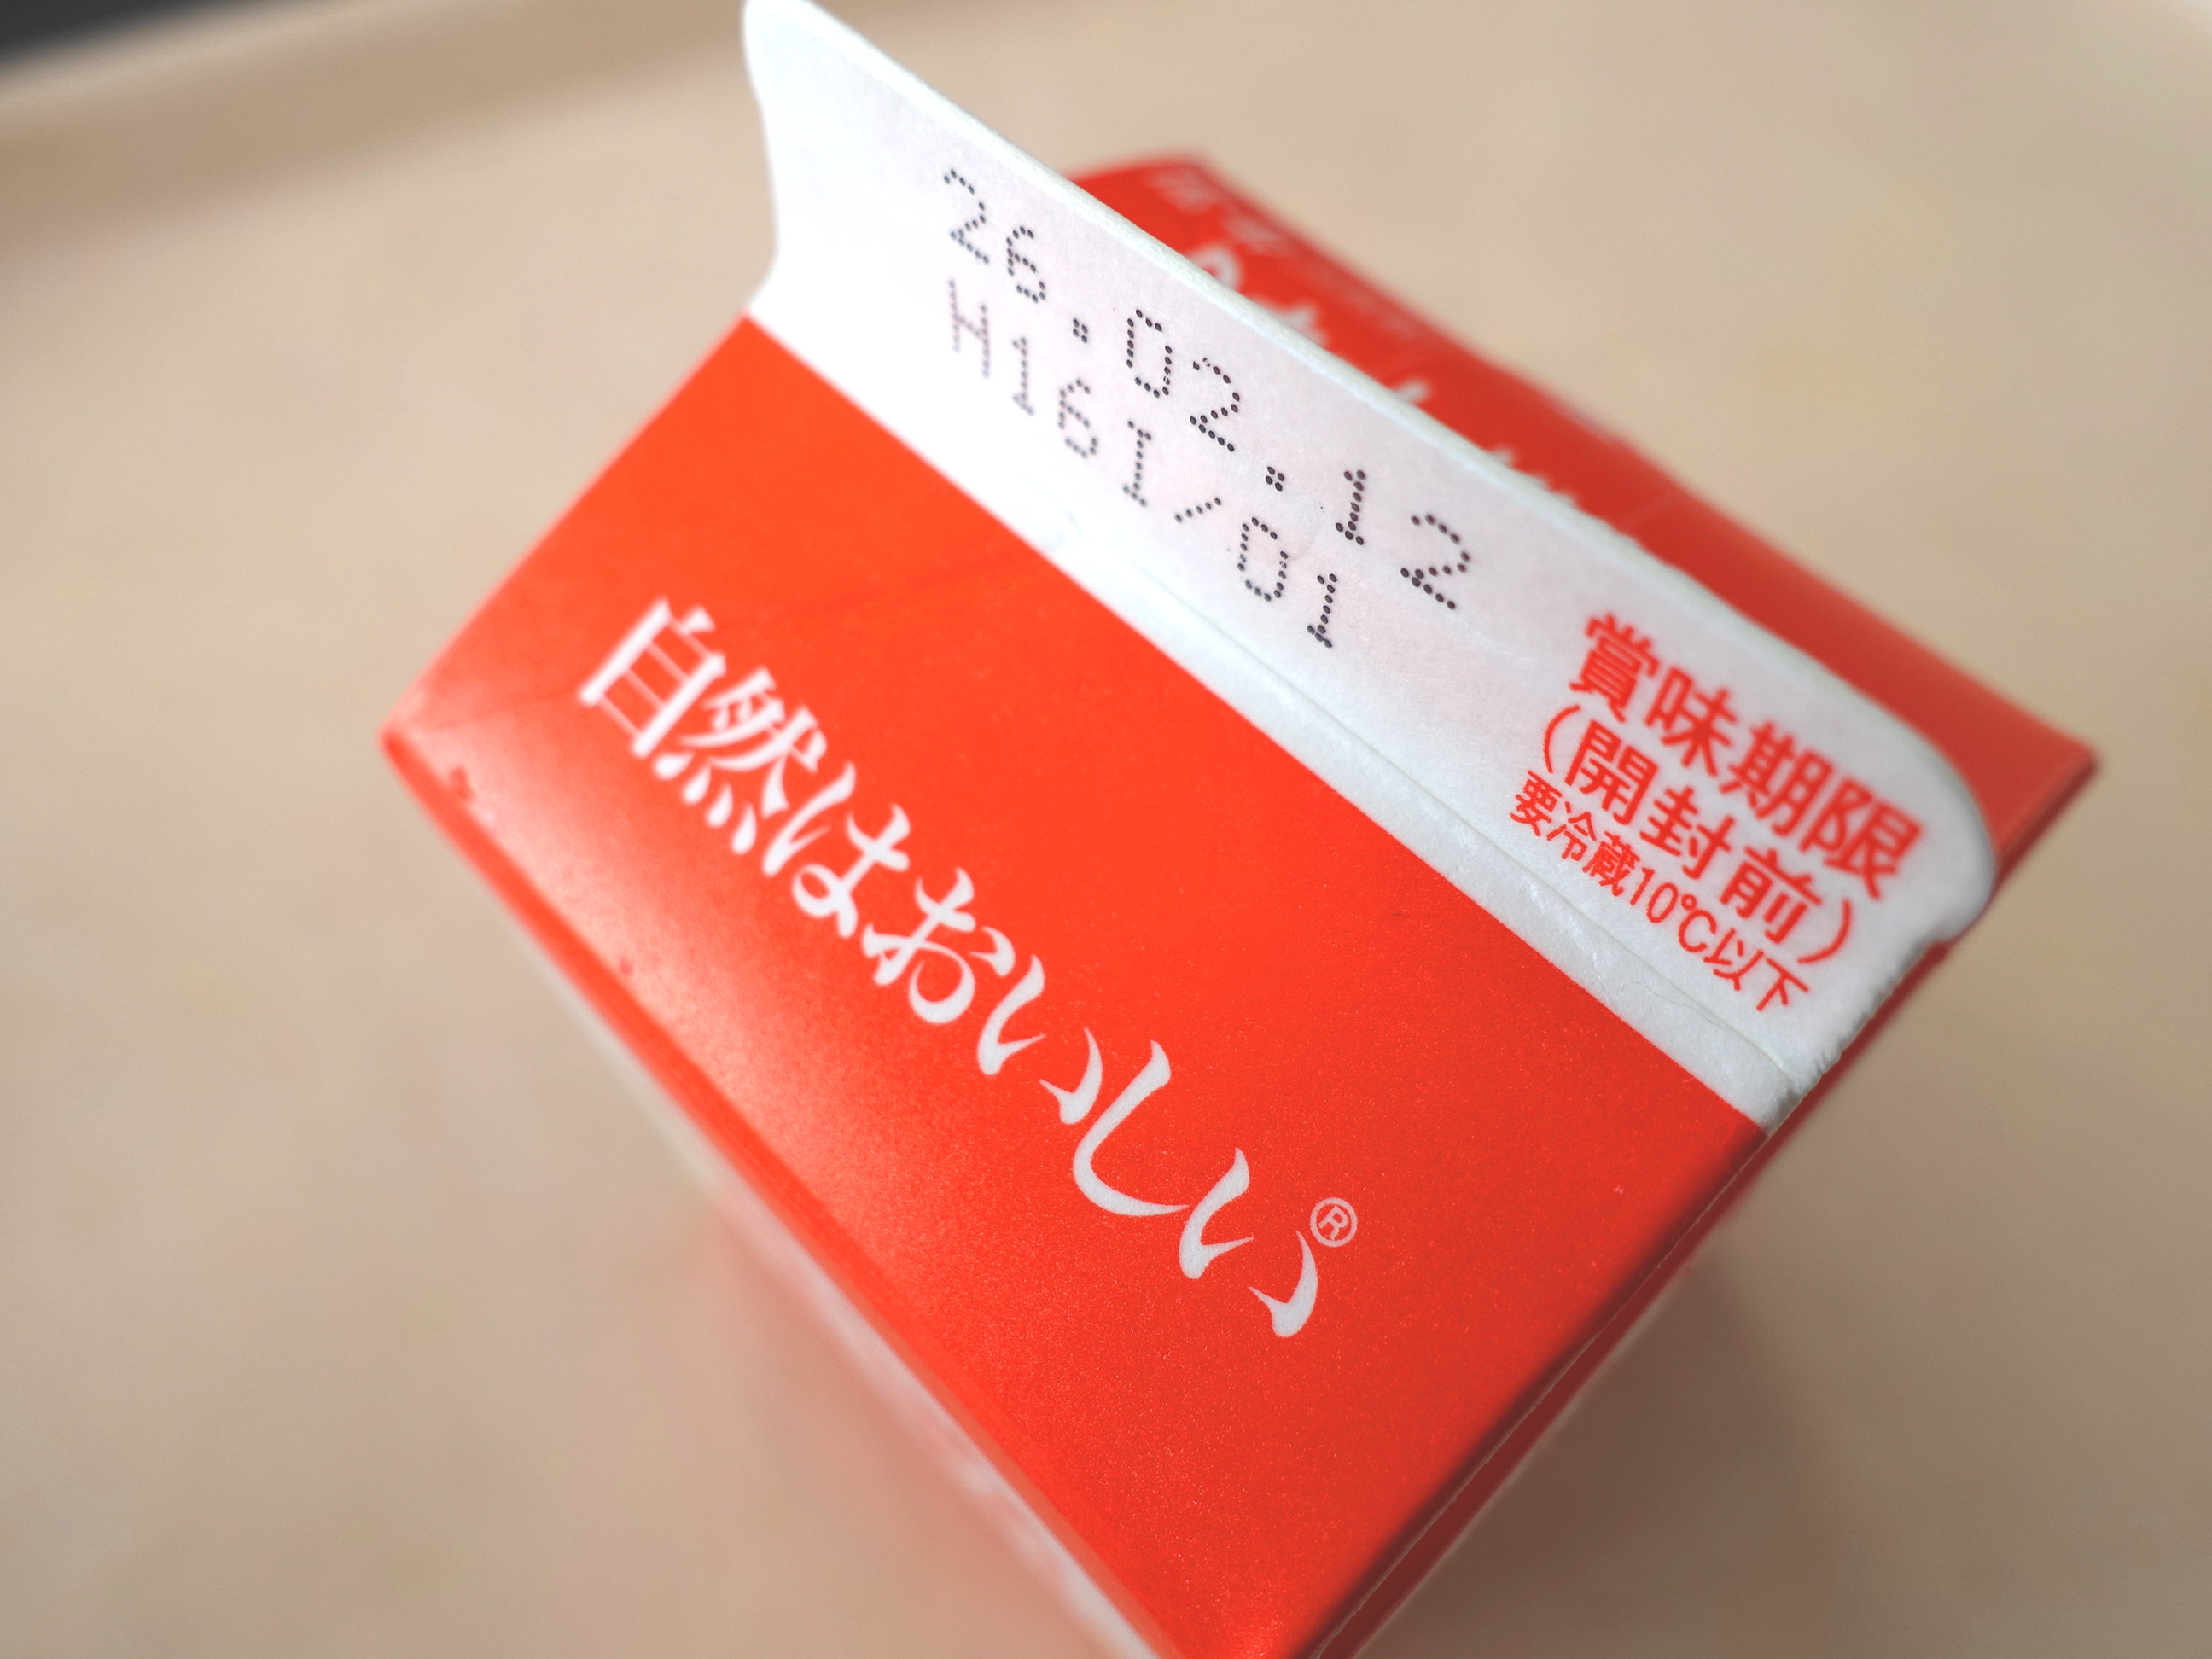 26.02.12
H16I/01
賞味期限
(開封前)
要冷蔵10℃以下
自然はおいしい®